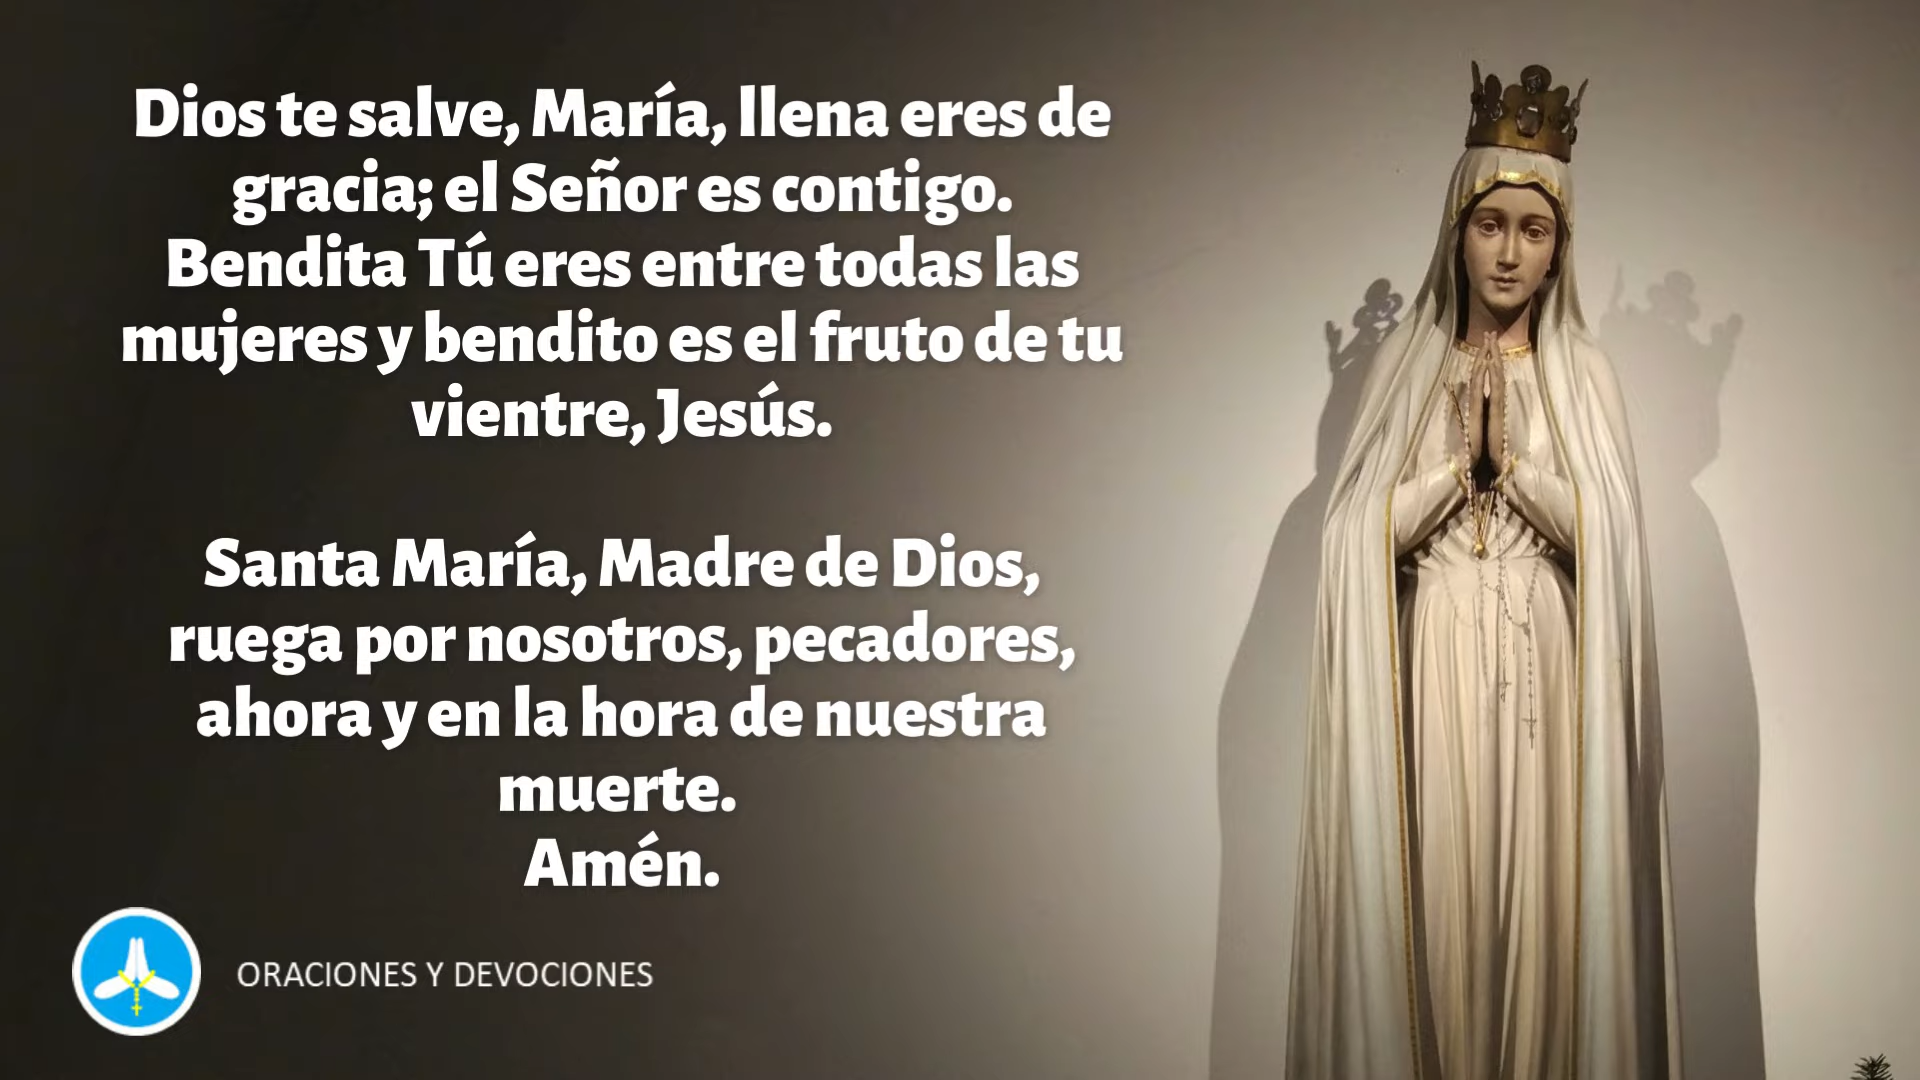 Dios te salve, María, llena eres de
gracia; el Señor es contigo.
Bendita Tú eres entre todas las
mujeres y bendito es el fruto de tu
vientre, Jesús.
Santa María, Madre de Dios,
ruega por nosotros, pecadores,
ahora y en la hora de nuestra
muerte.
Amén.
ORACIONES Y DEVOCIONES